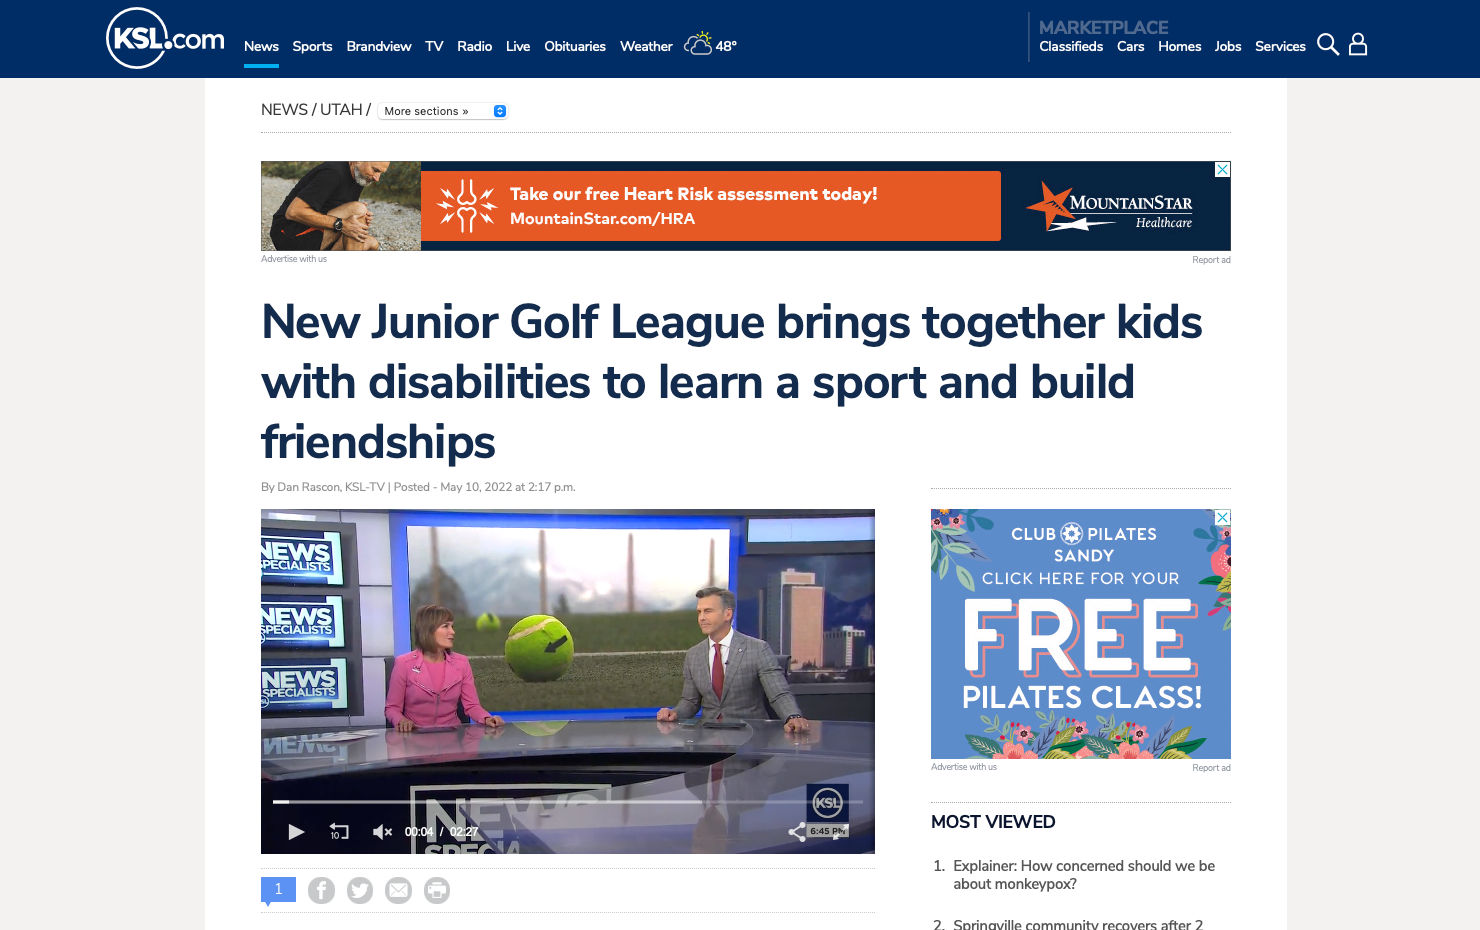 KSL.com
News Sports Brandview TV Radio Live Obituaries Weather 48°
MARKETPLACE
Classifieds Cars Homes Jobs Services
NEWS / UTAH / More sections »
Take our free Heart Risk assessment today!
MountainStar.com/HRA
MOUNTAINSTAR
Healthcare
Advertise with us
Report ad
New Junior Golf League brings together kids
with disabilities to learn a sport and build
friendships
By Dan Rascon, KSL-TV | Posted - May 10, 2022 at 2:17 p.m.
NEWS
SPECIALISTS
NEWS
SPECIALISTS
NEWS
SPECIALISTS
KSL
6:45 PM
10
00:04 / 02:27
1
CLUB PILATES
SANDY
CLICK HERE FOR YOUR
FREE
PILATES CLASS!
Advertise with us
Report ad
MOST VIEWED
1. Explainer: How concerned should we be
about monkeypox?
2. Springville community recovers after 2